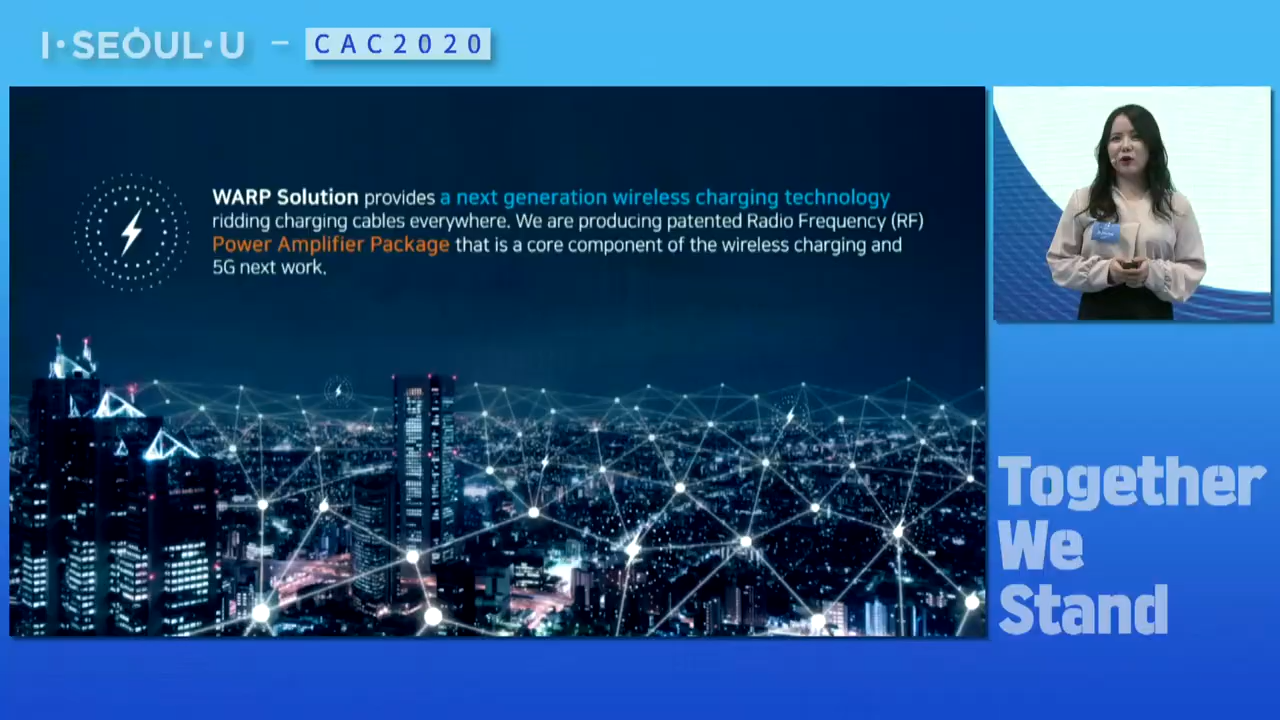 I·SEOUL·U – CAC2020
WARP Solution provides a next generation wireless charging technology
ridding charging cables everywhere. We are producing patented Radio Frequency (RF)
Power Amplifier Package that is a core component of the wireless charging and
5G next work.
Together
We
Stand